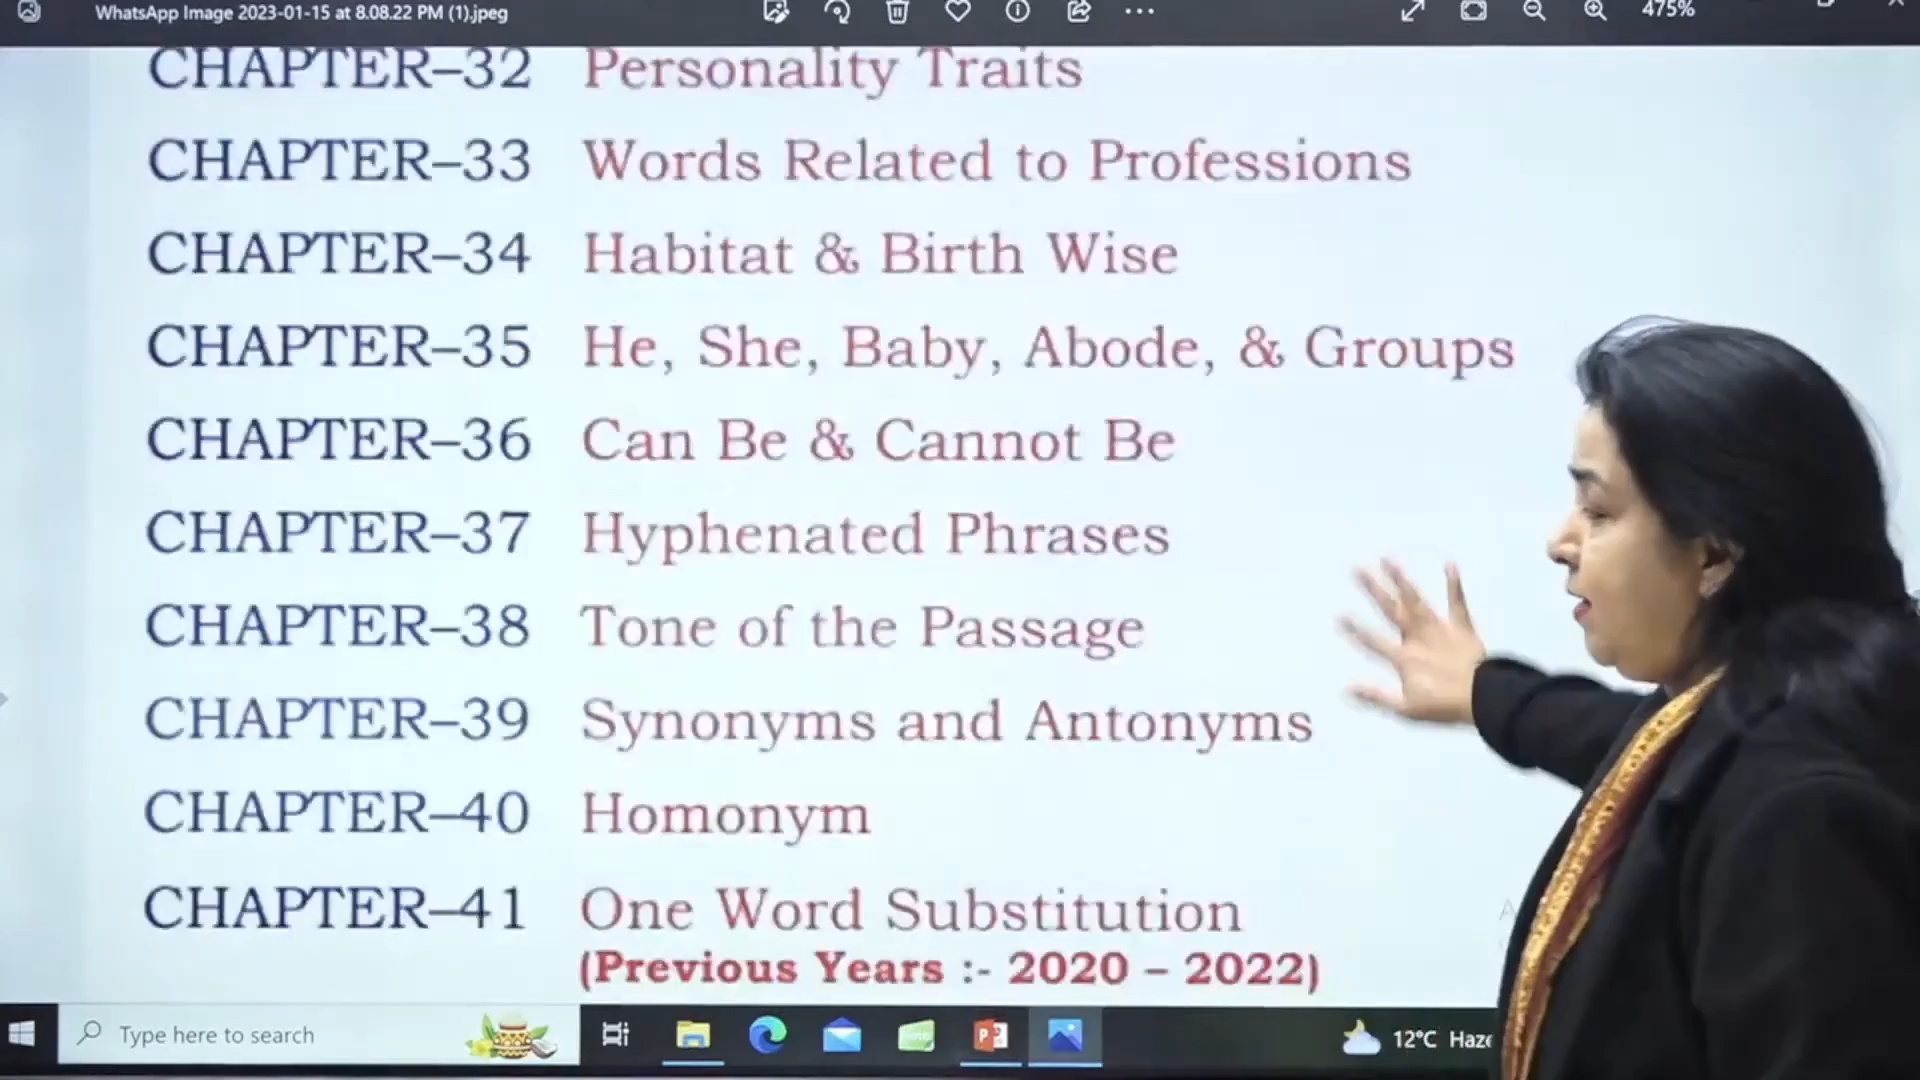 WhatsApp Image 2023-01-15 at 8.08.22 PM (1).jpeg
475%
CHAPTER–32 Personality Traits
CHAPTER–33 Words Related to Professions
CHAPTER–34 Habitat & Birth Wise
CHAPTER–35 He, She, Baby, Abode, & Groups
CHAPTER–36 Can Be & Cannot Be
CHAPTER–37 Hyphenated Phrases
CHAPTER–38 Tone of the Passage
CHAPTER–39 Synonyms and Antonyms
CHAPTER–40 Homonym
CHAPTER–41 One Word Substitution
(Previous Years :- 2020 – 2022)
Type here to search
12°C Haze